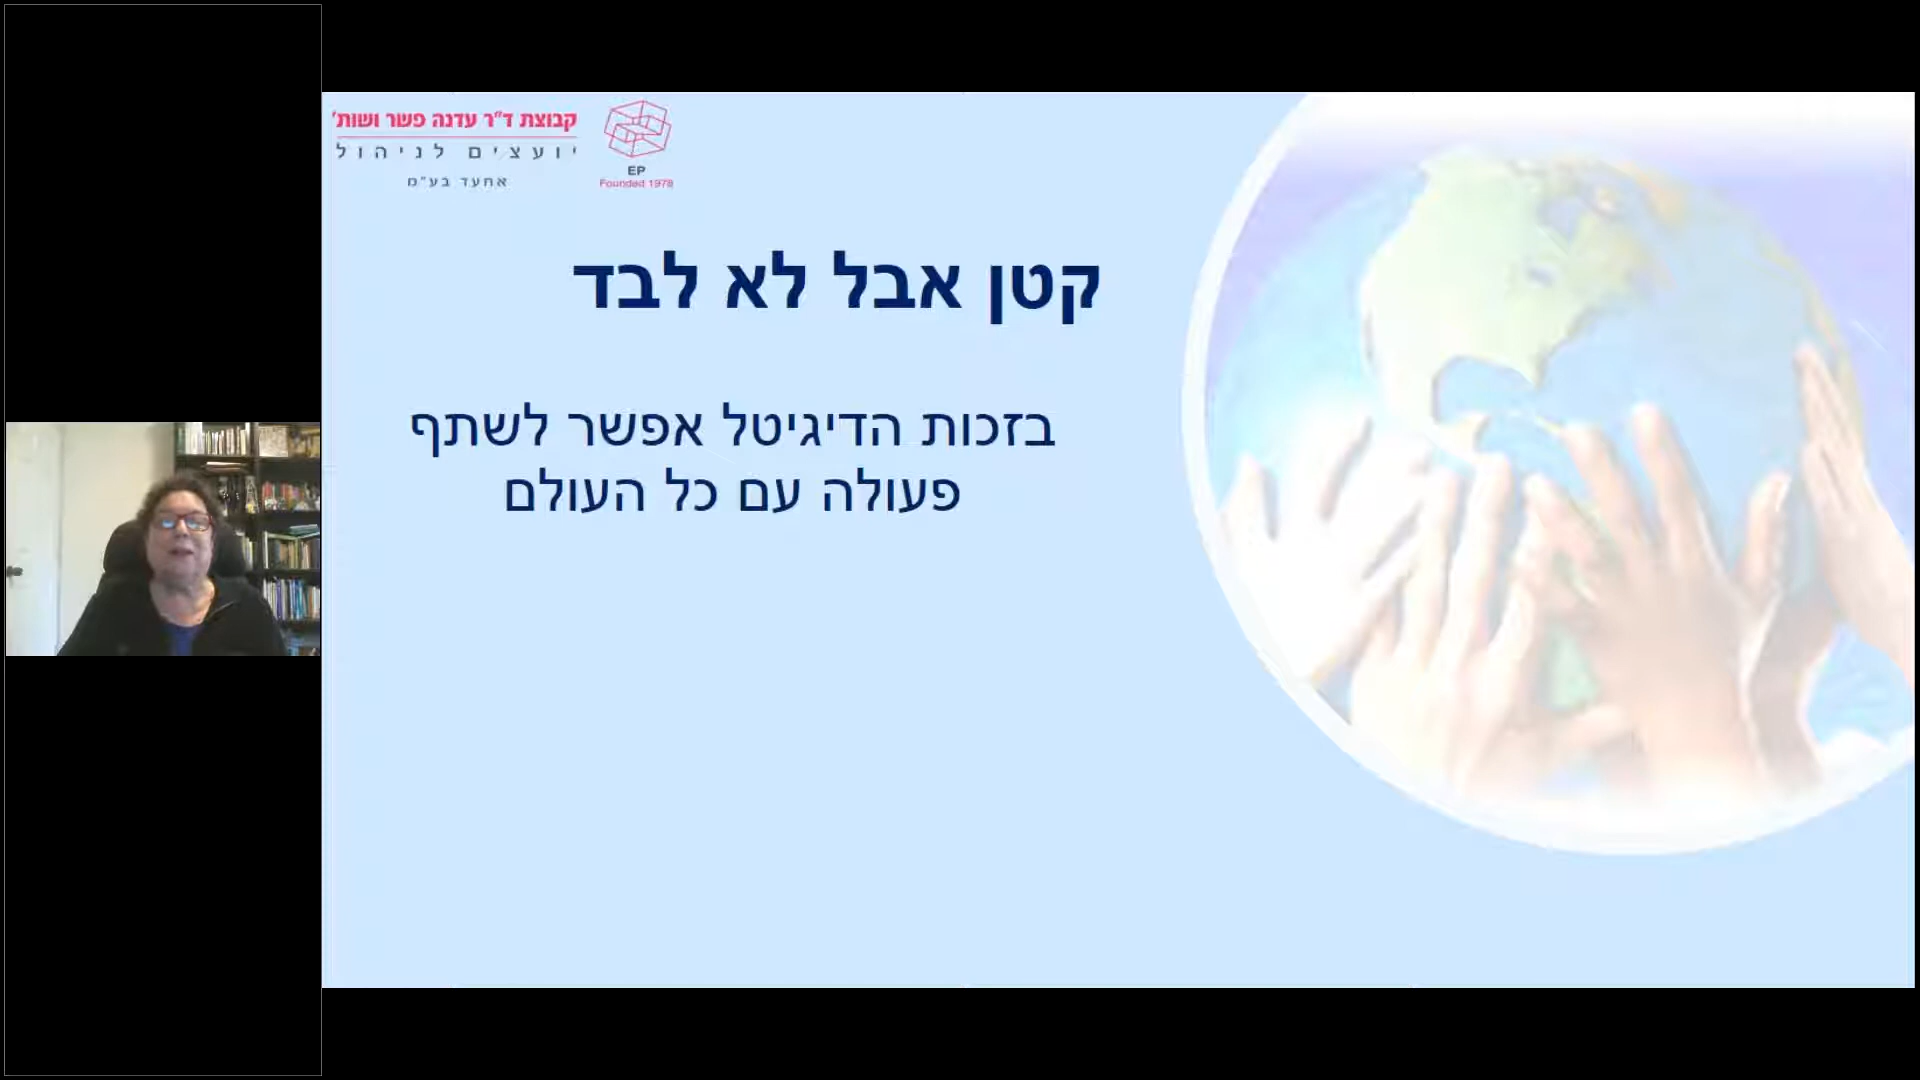 קבוצת ד"ר עדנה פשר ושות'
יועצים לניהול
אחעד בע"מ
EP
Founded 1978
קטן אבל לא לבד
בזכות הדיגיטל אפשר לשתף
פעולה עם כל העולם